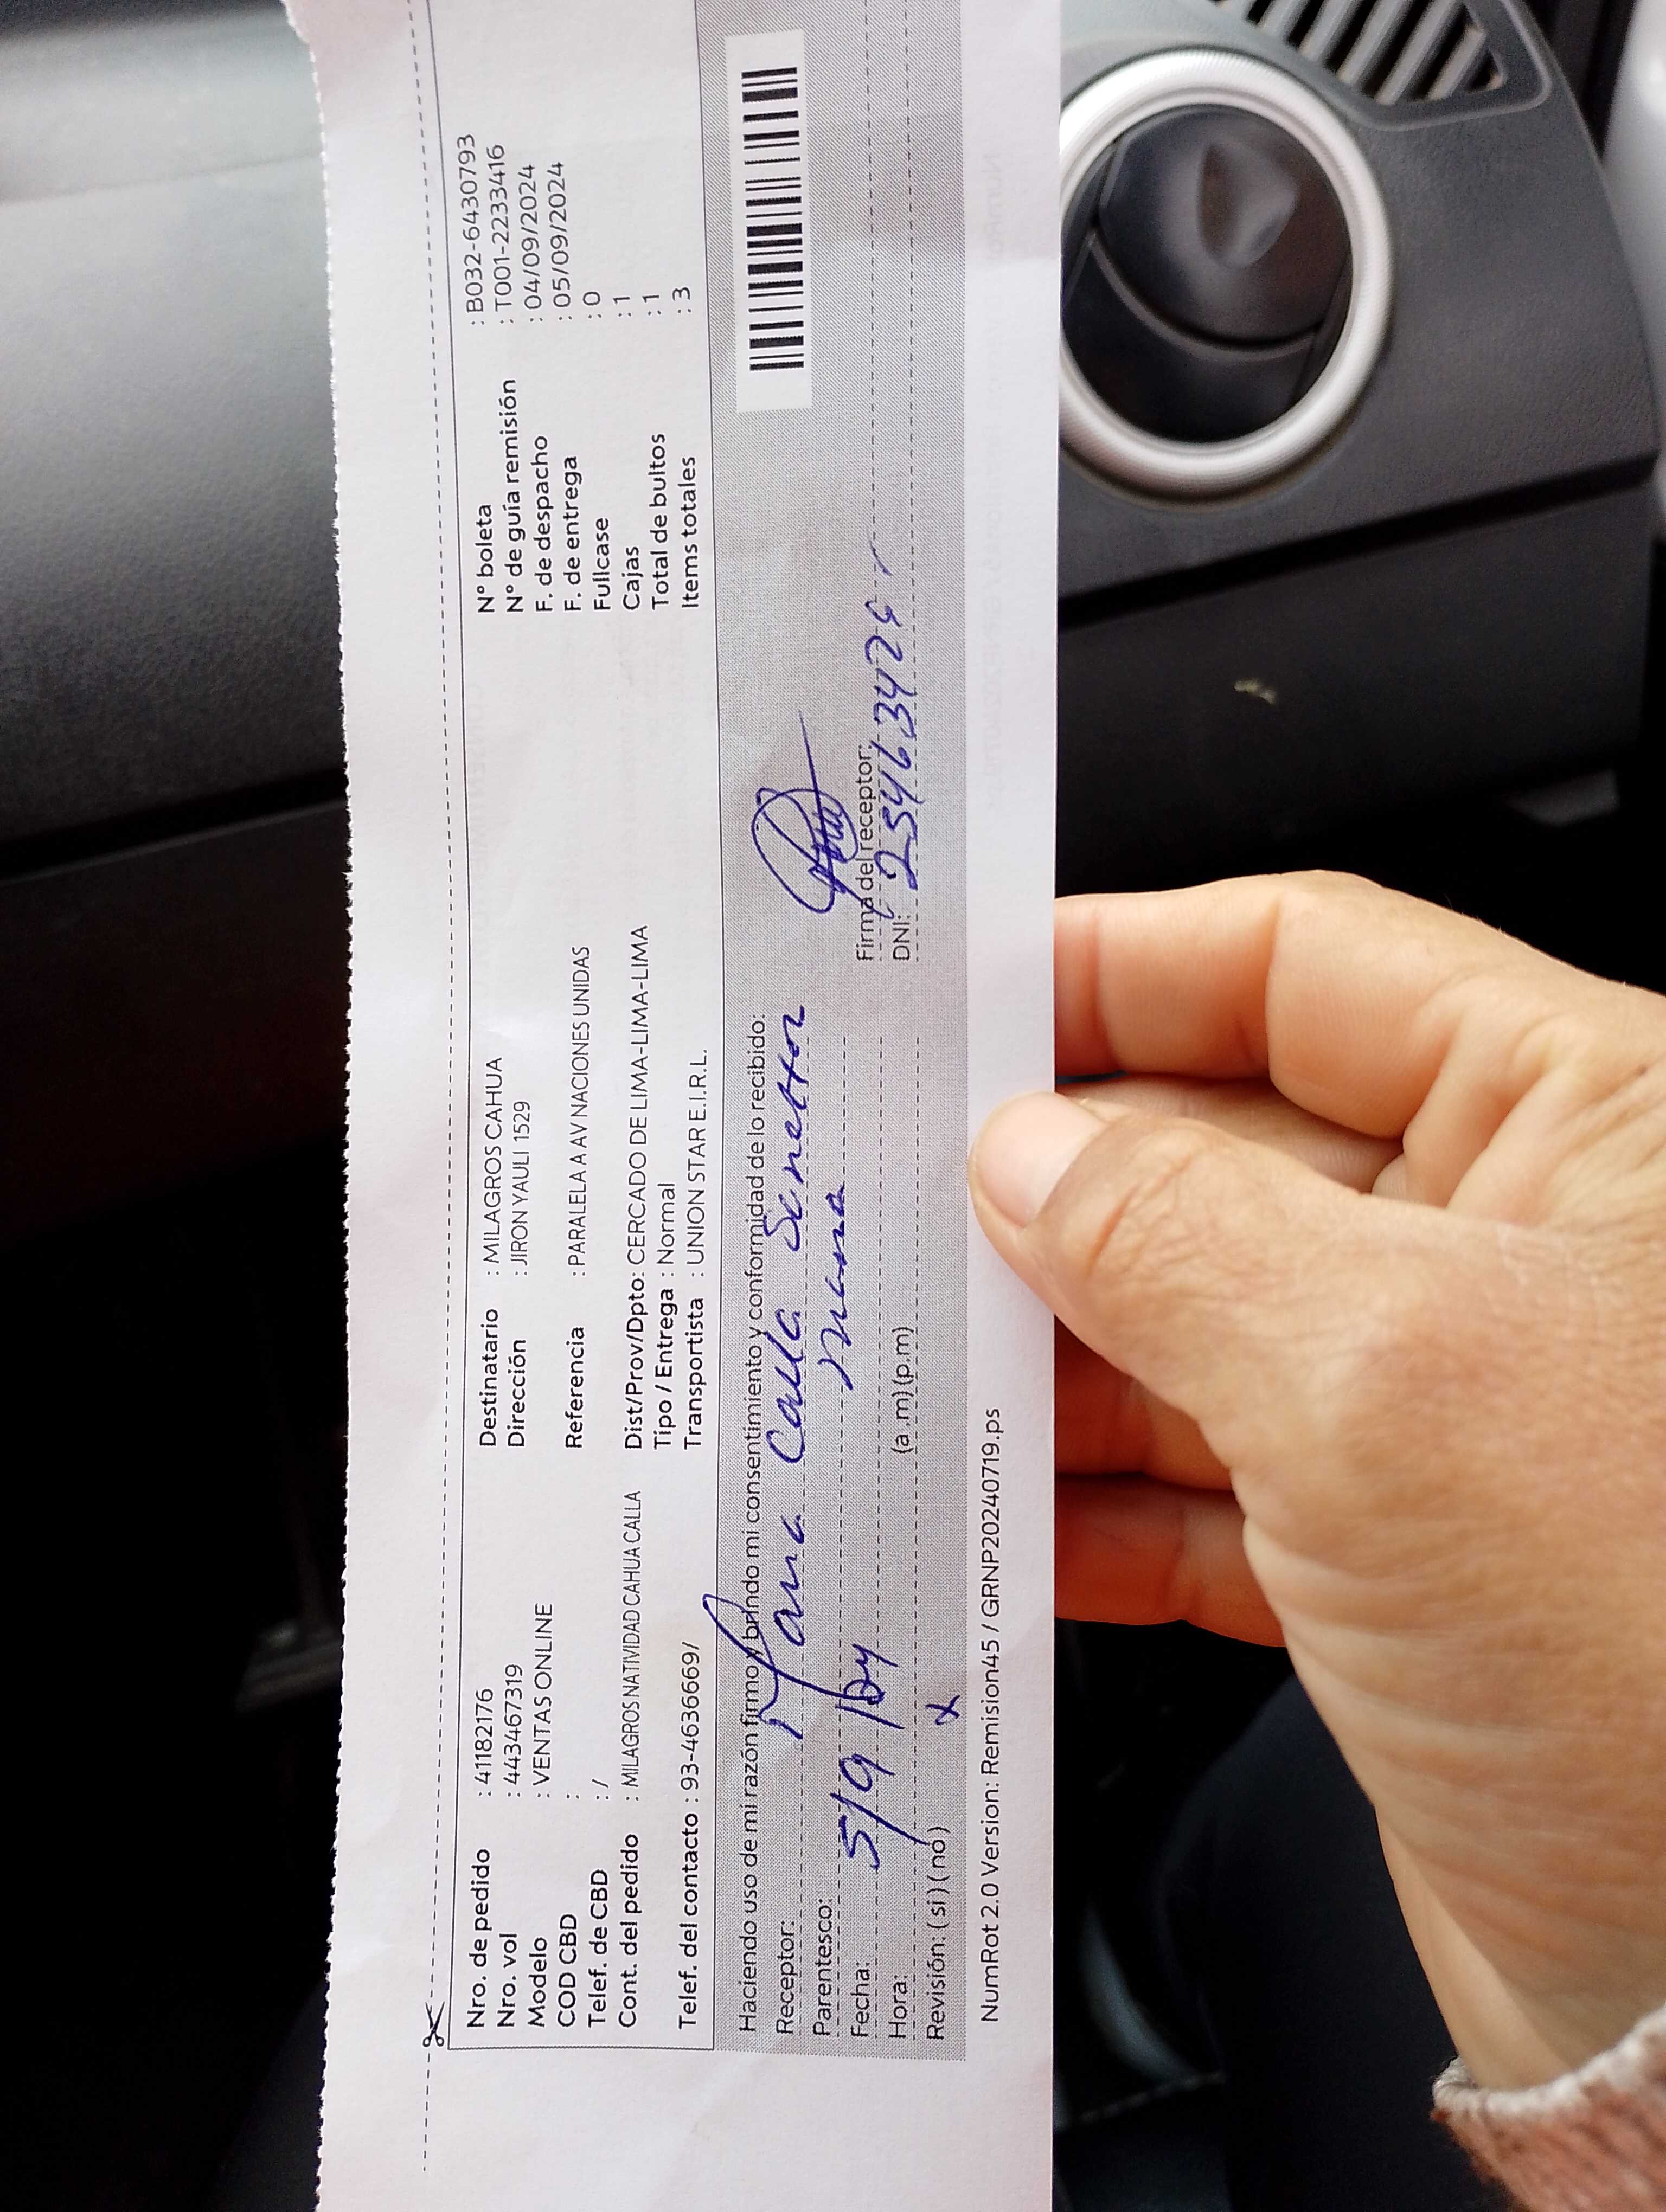 Nro. de pedido : 41182176 Destinatario : MILAGROS CAHUA Nº boleta : B032-6430793
Nro. vol : 443467319 Dirección : JIRON YAULI 1529 Nº de guía remisión : T001-2233416
Modelo : VENTAS ONLINE F. de despacho : 04/09/2024
COD CBD : Referencia : PARALELA A AV NACIONES UNIDAS F. de entrega : 05/09/2024
Telef. de CBD : / Fullcase : 0
Cont. del pedido : MILAGROS NATIVIDAD CAHUA CALLA Dist/Prov/Dpto: CERCADO DE LIMA-LIMA-LIMA Cajas : 1
Tipo / Entrega : Normal Total de bultos : 1
Telef. del contacto : 93-4636669/ Transportista : UNION STAR E.I.R.L. Items totales : 3
Haciendo uso de mi razón firmo y brindo mi consentimiento y conformidad de lo recibido:
Receptor: Calla
Parentesco: mama
Fecha: 5/9 Firma del receptor:
Hora: (a .m) (p.m) DNI:
Revisión: ( si ) ( no ) x
NumRot 2.0 Version: Remision45 / GRNP20240719.ps